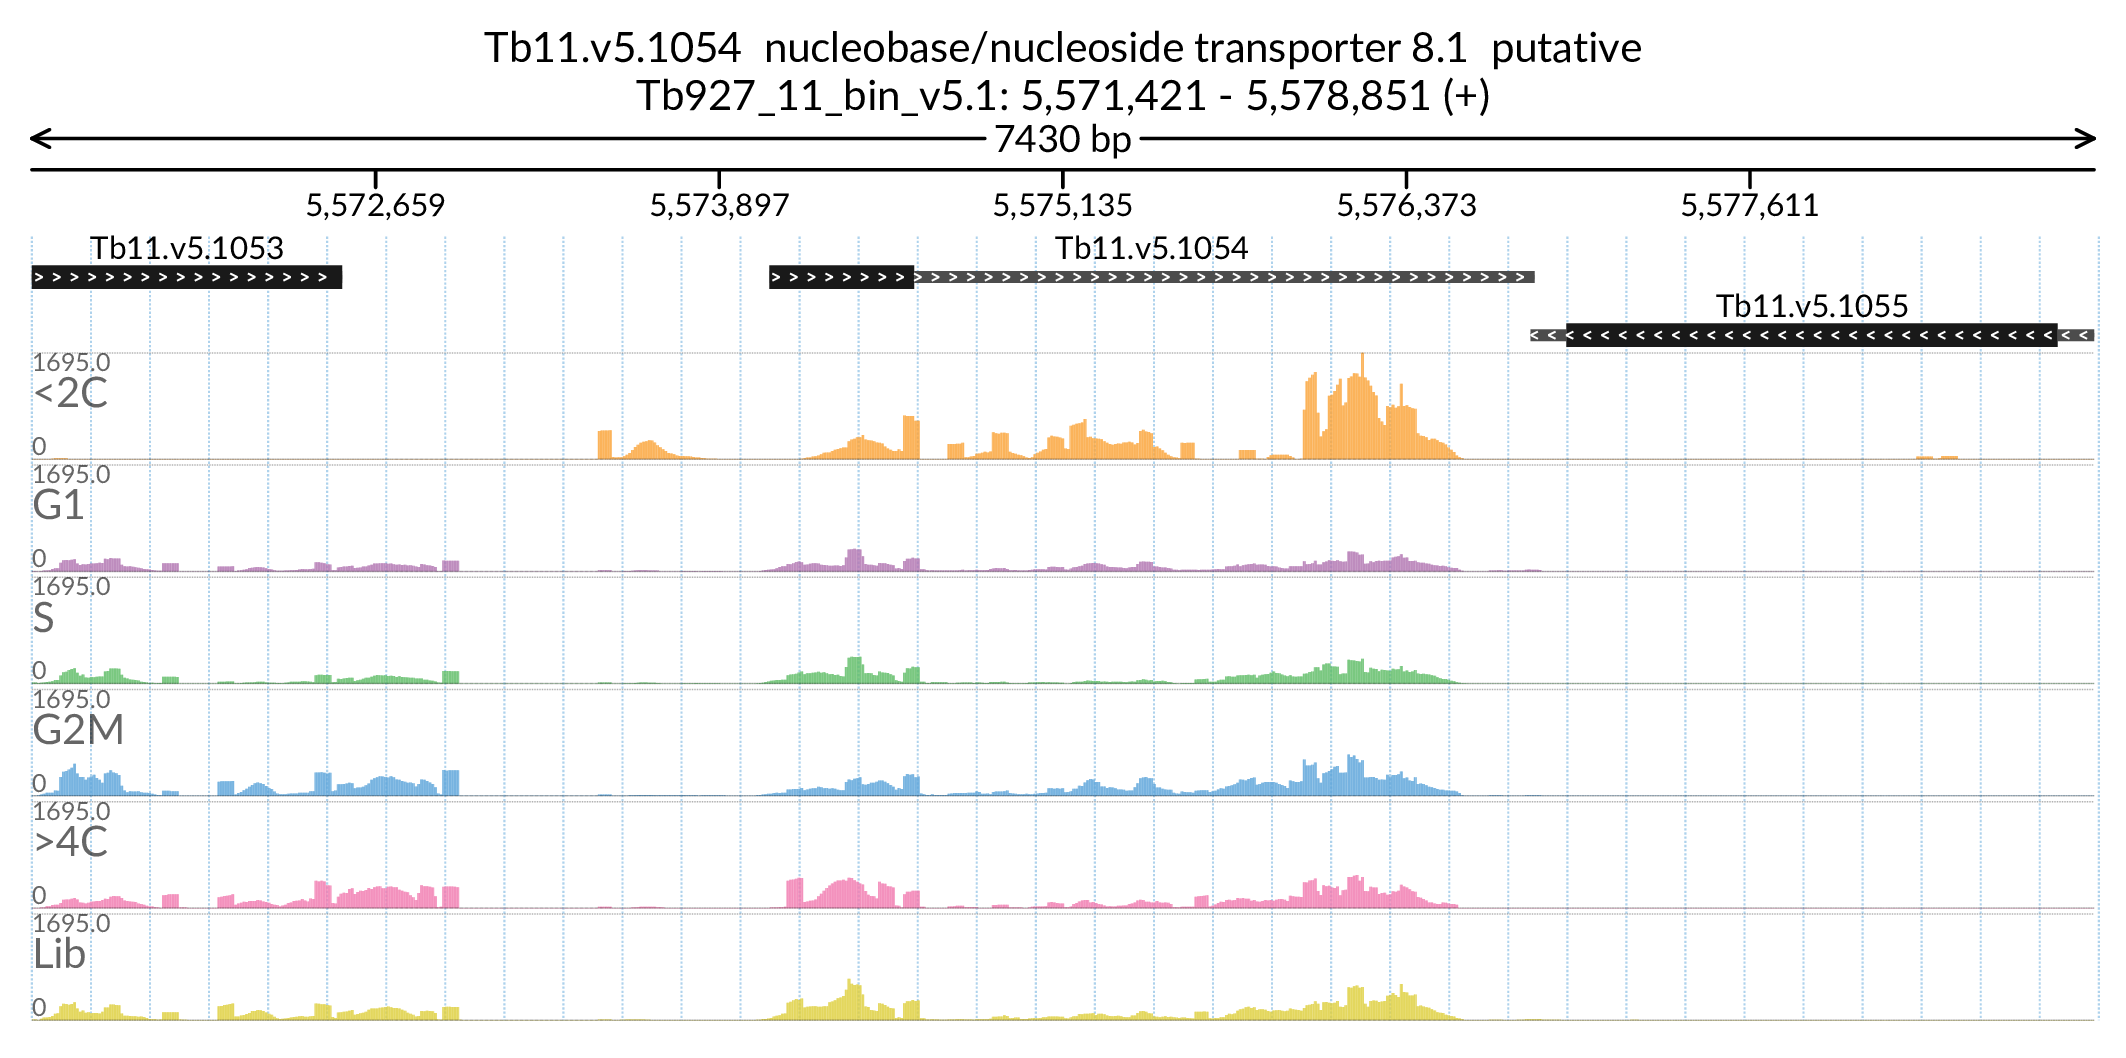 Tb11.v5.1054  nucleobase/nucleoside transporter 8.1  putative
Tb927_11_bin_v5.1: 5,571,421 - 5,578,851 (+)
7430 bp
5,572,659 5,573,897 5,575,135 5,576,373 5,577,611
Tb11.v5.1053 Tb11.v5.1054
Tb11.v5.1055
1695.0
<2C
0
1695.0
G1
0
1695.0
S
0
1695.0
G2M
0
1695.0
>4C
0
1695.0
Lib
0